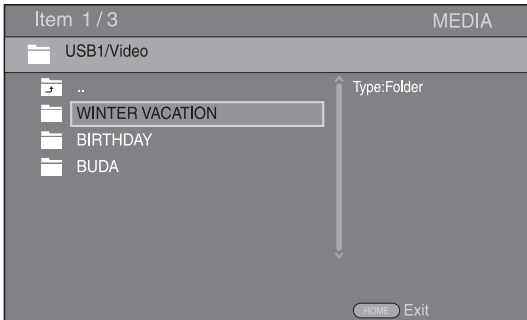 Item 1/3 MEDIA
USB1/Video
..
Type:Folder
WINTER VACATION
BIRTHDAY
BUDA
HOME Exit